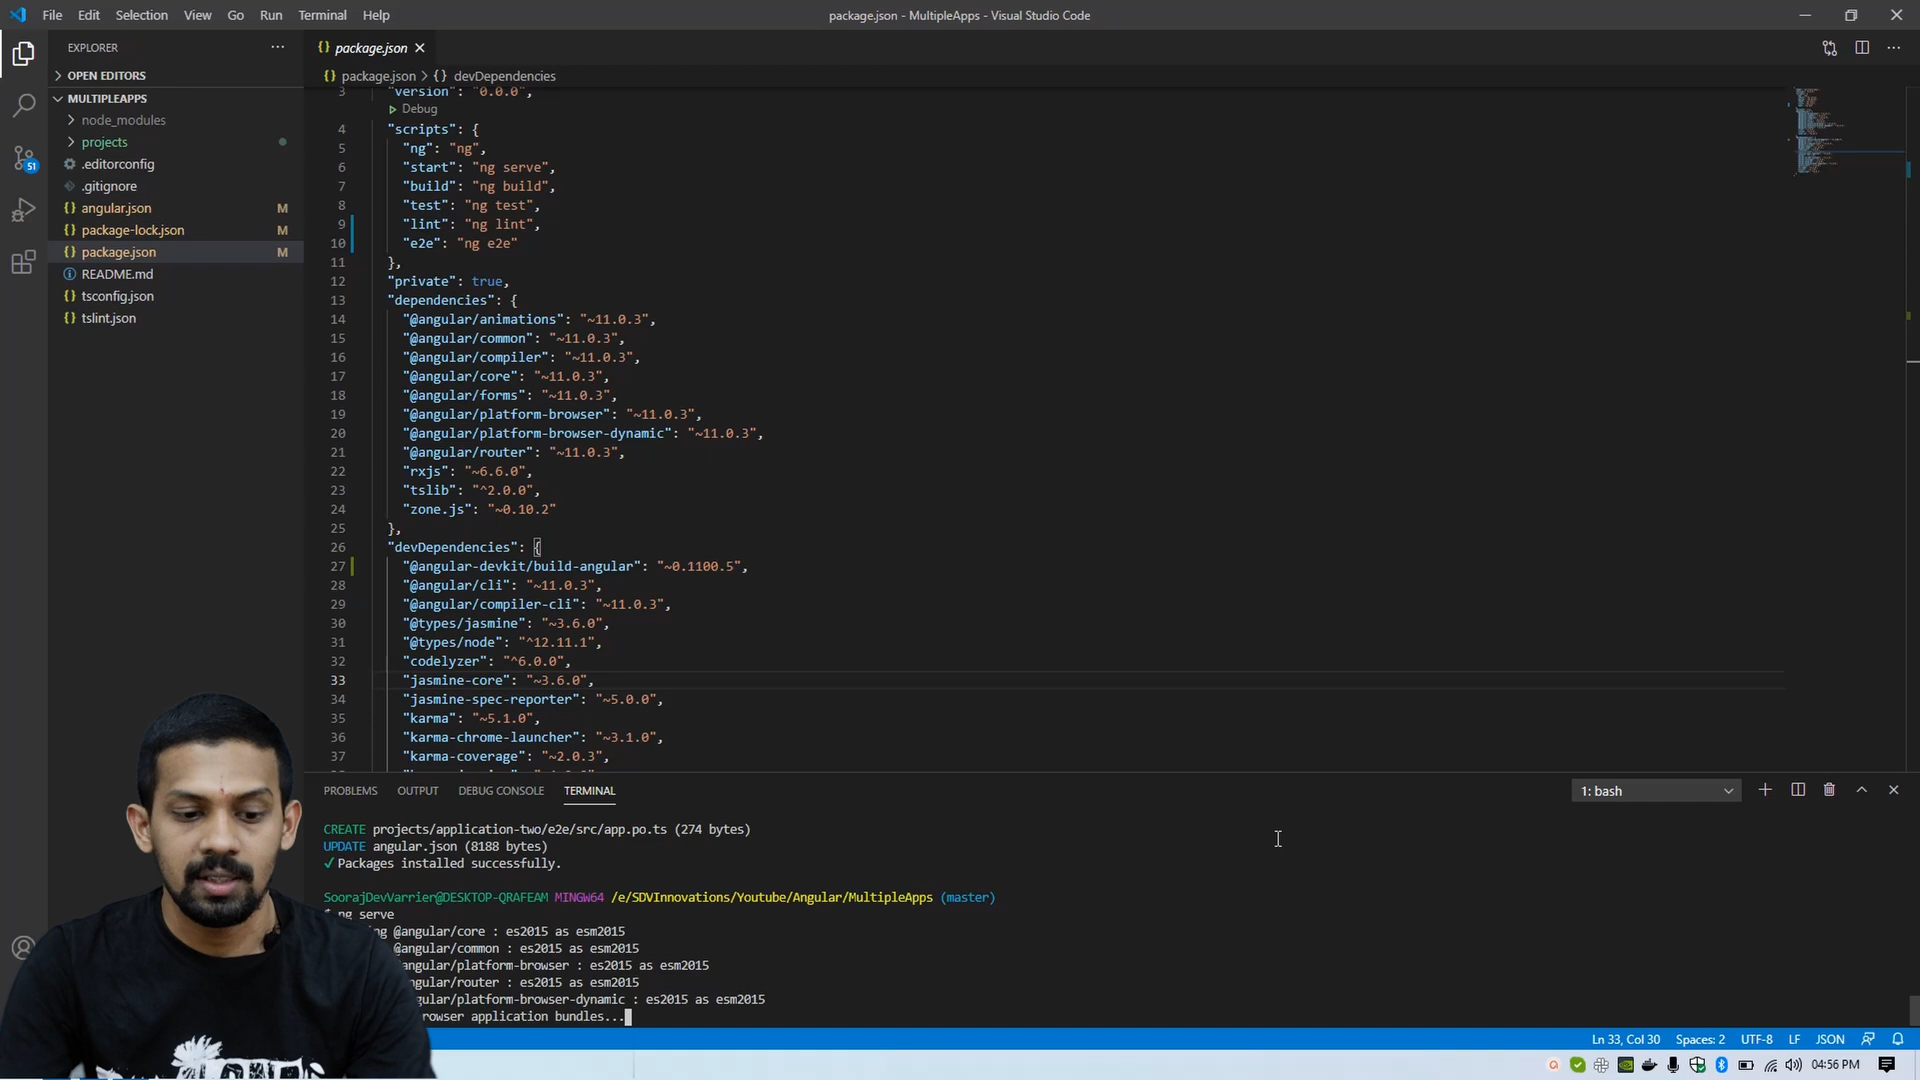 File Edit Selection View Go Run Terminal Help
package.json - MultipleApps - Visual Studio Code
EXPLORER
OPEN EDITORS
MULTIPLEAPPS
node_modules
projects
.editorconfig
.gitignore
angular.json M
package-lock.json M
package.json M
README.md
tsconfig.json
tslint.json
51
package.json
package.json > {} devDependencies
3 "version": "0.0.0",
Debug
4 "scripts": {
5 "ng": "ng",
6 "start": "ng serve",
7 "build": "ng build",
8 "test": "ng test",
9 "lint": "ng lint",
10 "e2e": "ng e2e"
11 },
12 "private": true,
13 "dependencies": {
14 "@angular/animations": "~11.0.3",
15 "@angular/common": "~11.0.3",
16 "@angular/compiler": "~11.0.3",
17 "@angular/core": "~11.0.3",
18 "@angular/forms": "~11.0.3",
19 "@angular/platform-browser": "~11.0.3",
20 "@angular/platform-browser-dynamic": "~11.0.3",
21 "@angular/router": "~11.0.3",
22 "rxjs": "~6.6.0",
23 "tslib": "^2.0.0",
24 "zone.js": "~0.10.2"
25 },
26 "devDependencies": {
27 "@angular-devkit/build-angular": "~0.1100.5",
28 "@angular/cli": "~11.0.3",
29 "@angular/compiler-cli": "~11.0.3",
30 "@types/jasmine": "~3.6.0",
31 "@types/node": "^12.11.1",
32 "codelyzer": "^6.0.0",
33 "jasmine-core": "~3.6.0",
34 "jasmine-spec-reporter": "~5.0.0",
35 "karma": "~5.1.0",
36 "karma-chrome-launcher": "~3.1.0",
37 "karma-coverage": "~2.0.3",
PROBLEMS OUTPUT DEBUG CONSOLE TERMINAL
1: bash
CREATE projects/application-two/e2e/src/app.po.ts (274 bytes)
UPDATE angular.json (8188 bytes)
✓ Packages installed successfully.
SoorajDevVarrier@DESKTOP-QRAFEAM MINGW64 /e/SDVInnovations/Youtube/Angular/MultipleApps (master)
$ ng serve
@angular/core : es2015 as esm2015
@angular/common : es2015 as esm2015
angular/platform-browser : es2015 as esm2015
gular/router : es2015 as esm2015
gular/platform-browser-dynamic : es2015 as esm2015
rowser application bundles...
Ln 33, Col 30 Spaces: 2 UTF-8 LF JSON
04:56 PM